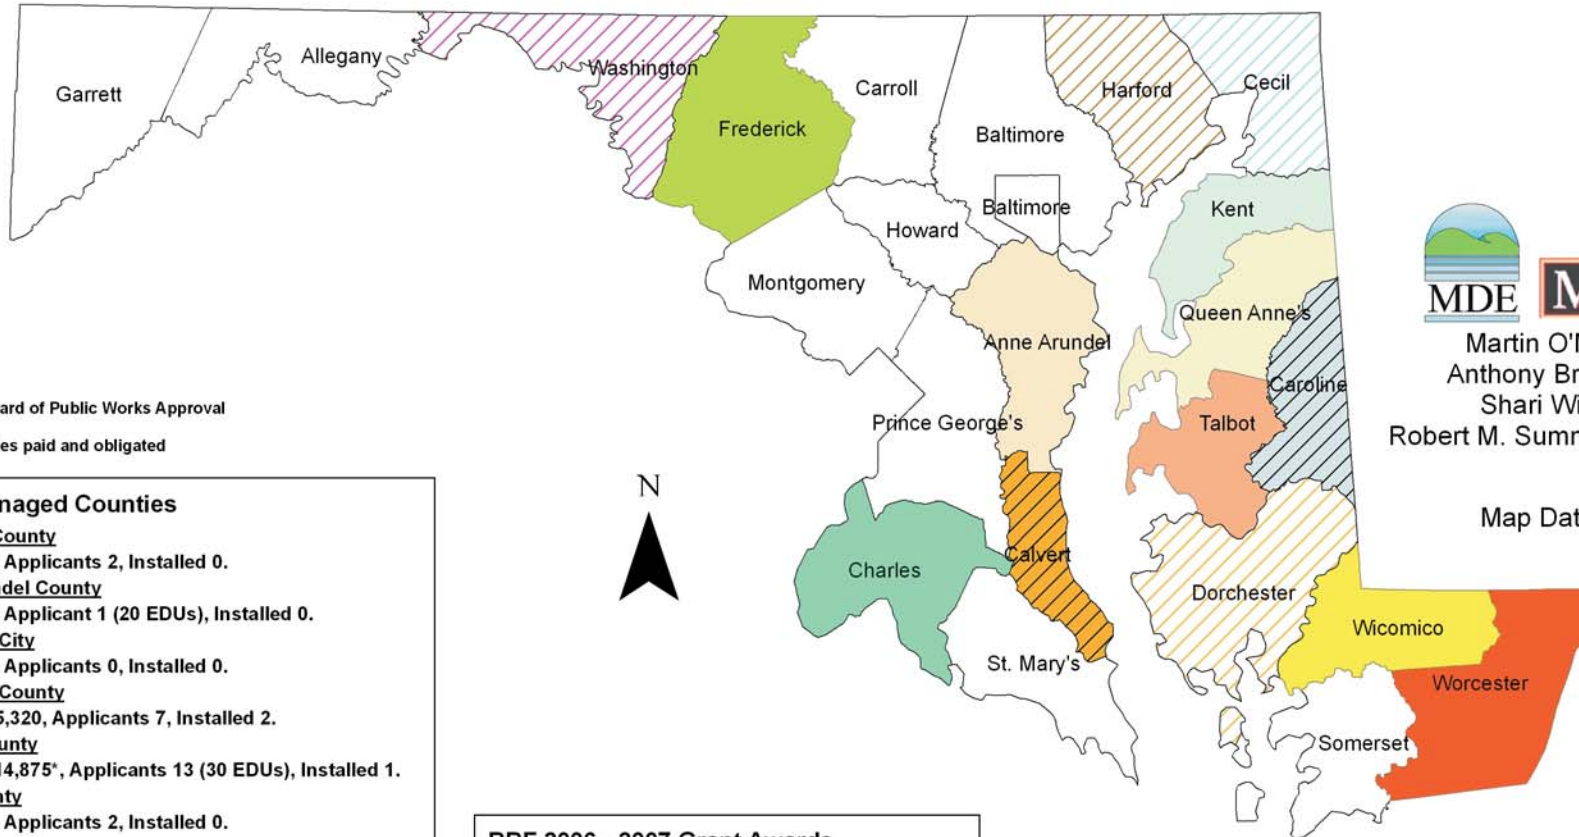 Garrett
Allegany
Washington
Frederick
Carroll
Baltimore
Harford
Cecil
Baltimore
Howard
Montgomery
Kent
Queen Anne's
Anne Arundel
Caroline
Talbot
Prince George's
Charles
Calvert
St. Mary's
Dorchester
Wicomico
Worcester
Somerset
N
MDE
M
Martin O'
Anthony Br
Shari Wi
Robert M. Summ
Map Dat
ard of Public Works Approval
es paid and obligated
naged Counties
County
Applicants 2, Installed 0.
del County
Applicant 1 (20 EDUs), Installed 0.
City
Applicants 0, Installed 0.
County
5,320, Applicants 7, Installed 2.
unty
14,875*, Applicants 13 (30 EDUs), Installed 1.
nty
Applicants 2, Installed 0.